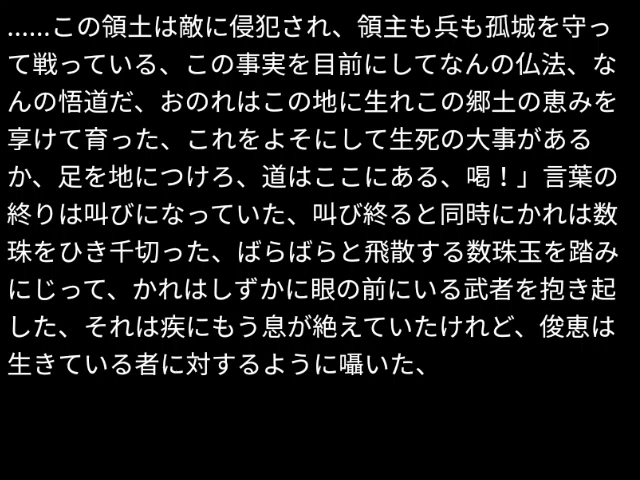 ……この領土は敵に侵犯され、領主も兵も孤城を守っ
て戦っている、この事実を目前にしてなんの仏法、な
んの悟道だ、おのれはこの地に生れこの郷土の恵みを
享けて育った、これをよそにして生死の大事がある
か、足を地につけろ、道はここにある、喝！」言葉の
終りは叫びになっていた、叫び終ると同時にかれは数
珠をひき千切った、ばらばらと飛散する数珠玉を踏み
にじって、かれはしずかに眼の前にいる武者を抱き起
した、それは疾にもう息が絶えていたけれど、俊恵は
生きている者に対するように囁いた、